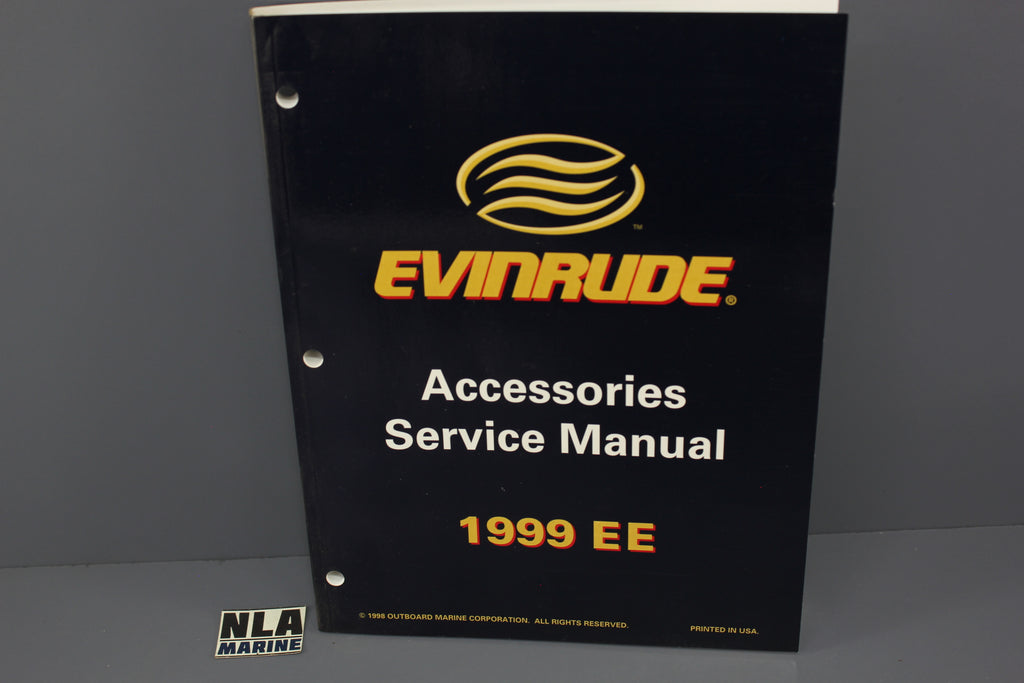 TM
EVINRUDE®
Accessories
Service Manual
1999 EE
© 1998 OUTBOARD MARINE CORPORATION. ALL RIGHTS RESERVED.
PRINTED IN USA.
NLA
MARINE